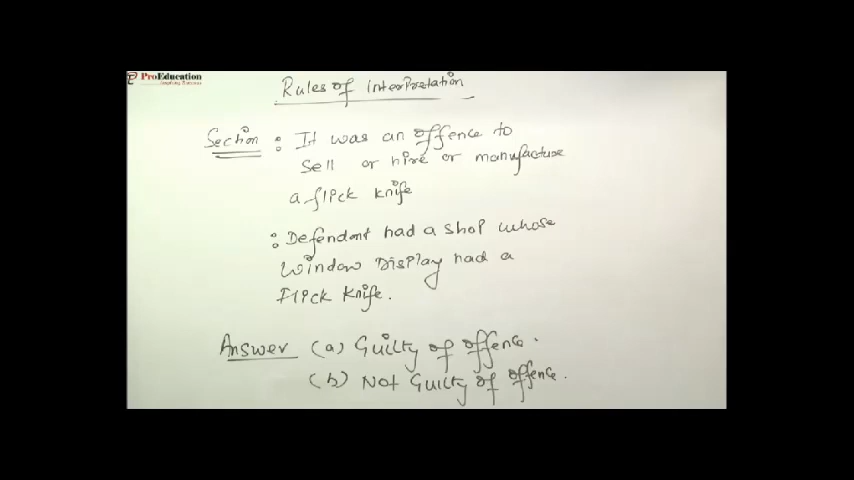 ProEducation
Rules of interpretation
Section : It was an offence to
sell or hire or manufacture
a flick knife
: Defendant had a shop whose
window Display had a
Flick Knife.
Answer (a) Guilty of offence.
(b) Not Guilty of offence.